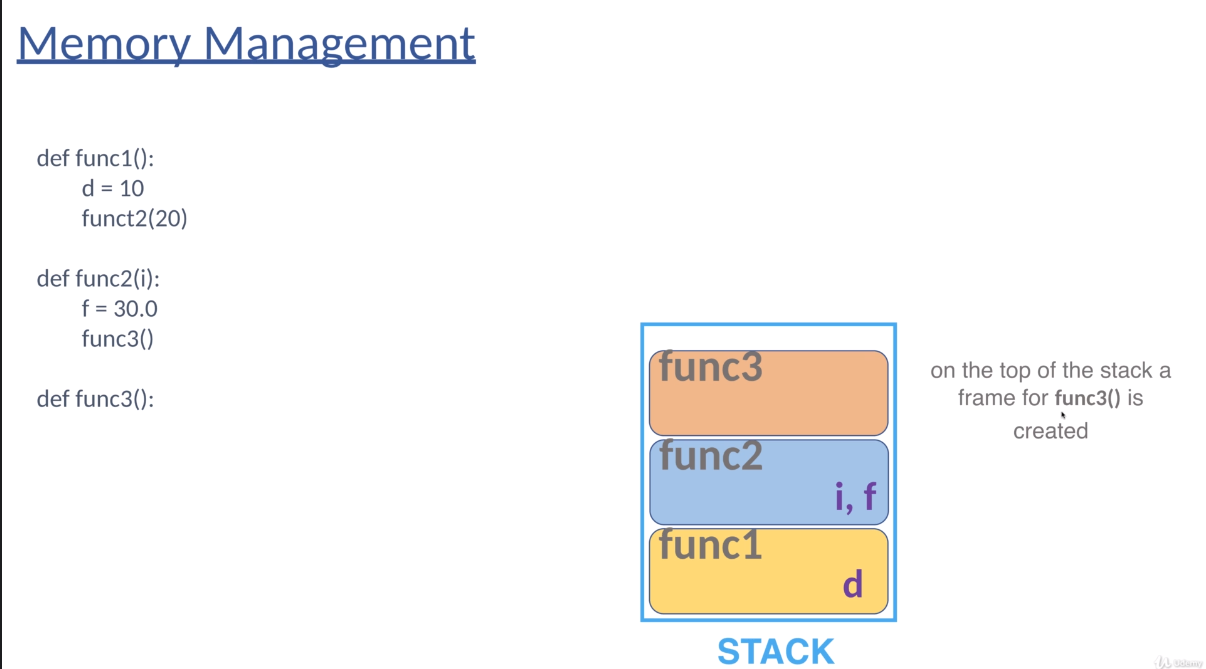 Memory Management
def func1():
d = 10
funct2(20)
def func2(i):
f = 30.0
func3()
def func3():
func3
func2
i, f
func1
d
STACK
on the top of the stack a
frame for func3() is
created
Udemy